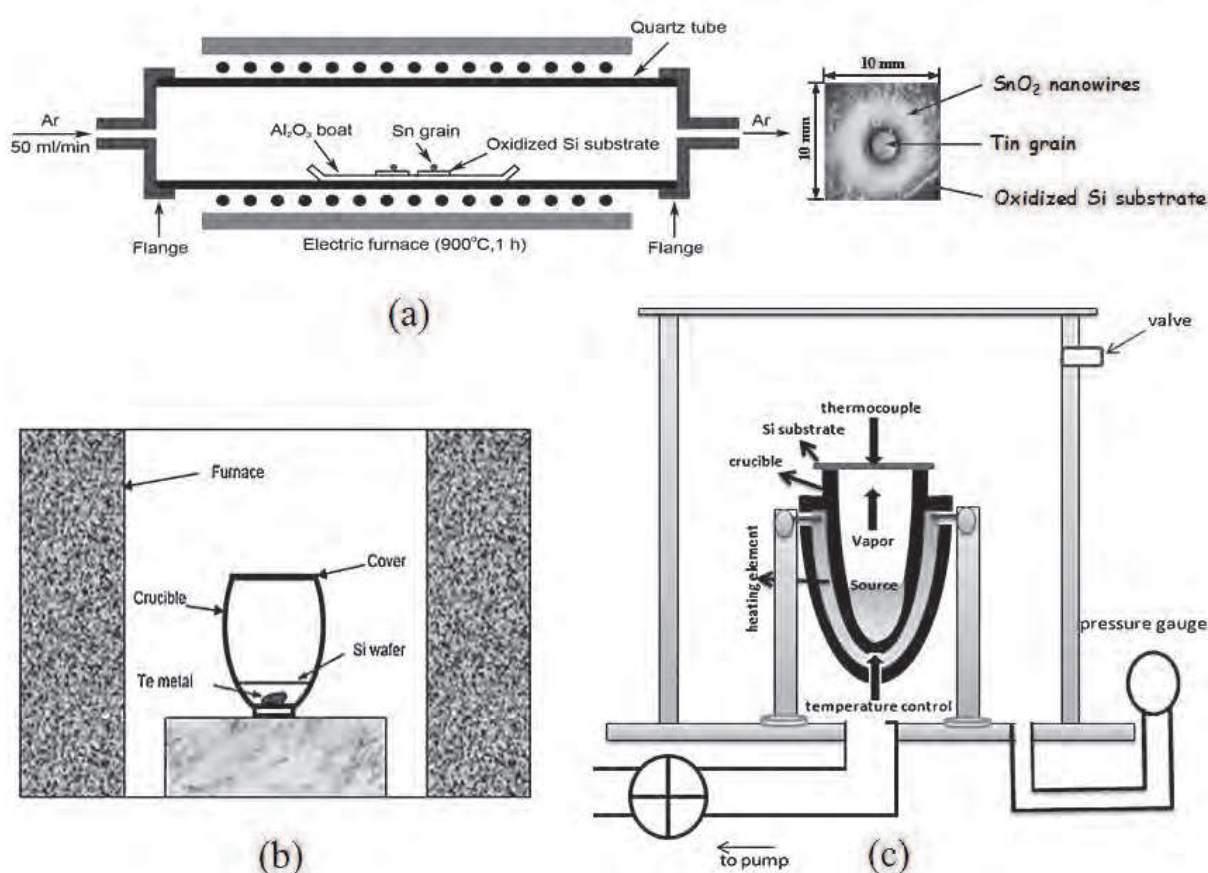 Quartz tube
10 mm
SnO₂ nanowires
Ar
50 ml/min
Al₂O₃ boat
Sn grain
Oxidized Si substrate
Ar
10 mm
Tin grain
Oxidized Si substrate
Flange
Electric furnace (900°C,1 h)
Flange
(a)
Furnace
Cover
Crucible
Si wafer
Te metal
(b)
valve
thermocouple
Si substrate
crucible
Vapor
heating element
Source
pressure gauge
temperature control
to pump
(c)